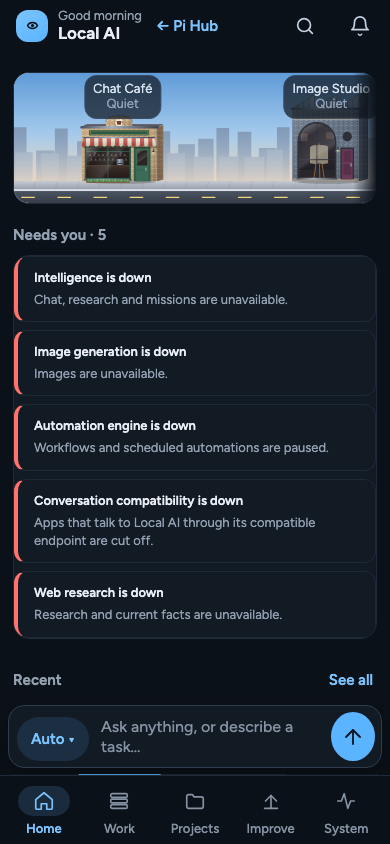 Good morning
Local AI
← Pi Hub
Chat Café
Quiet
Image Studio
Quiet
Needs you · 5
Intelligence is down
Chat, research and missions are unavailable.
Image generation is down
Images are unavailable.
Automation engine is down
Workflows and scheduled automations are paused.
Conversation compatibility is down
Apps that talk to Local AI through its compatible
endpoint are cut off.
Web research is down
Research and current facts are unavailable.
Recent
See all
Auto ▾
Ask anything, or describe a
task…
Home
Work
Projects
Improve
System